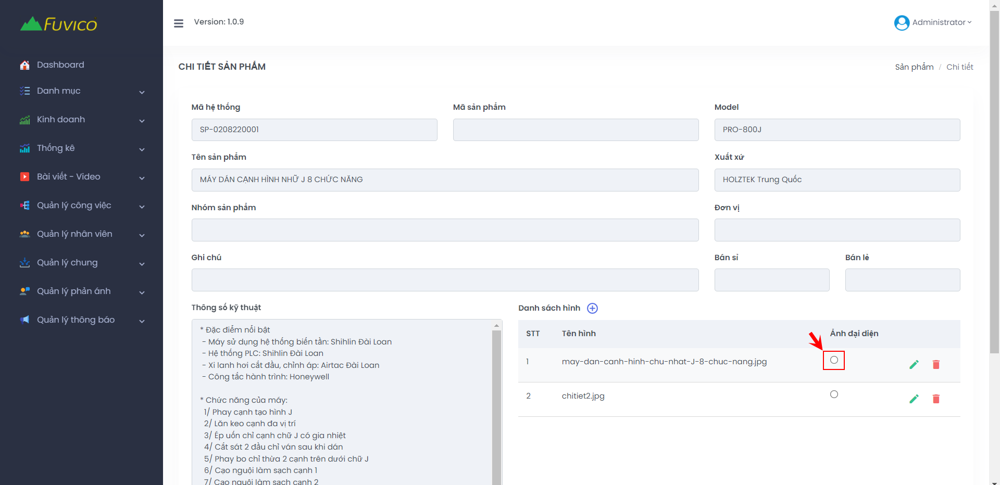 FUVICO
Version: 1.0.9
Administrator
Dashboard
Danh mục
Kinh doanh
Thống kê
Bài viết - Video
Quản lý công việc
Quản lý nhân viên
Quản lý chung
Quản lý phản ánh
Quản lý thông báo
CHI TIẾT SẢN PHẨM
Sản phẩm / Chi tiết
Mã hệ thống
SP-0208220001
Mã sản phẩm
Model
PRO-800J
Tên sản phẩm
MÁY DÁN CẠNH HÌNH NHỮ J 8 CHỨC NĂNG
Xuất xứ
HOLZTEK Trung Quốc
Nhóm sản phẩm
Đơn vị
Ghi chú
Bán sỉ
Bán lẻ
Thông số kỹ thuật
* Đặc điểm nổi bật
- Máy sử dụng hệ thống biến tần: Shihlin Đài Loan
- Hệ thống PLC: Shihlin Đài Loan
- Xi lanh hơi cắt đầu, chỉnh áp: Airtac Đài Loan
- Công tắc hành trình: Honeywell
* Chức năng của máy:
1/ Phay cạnh tạo hình J
2/ Lăn keo cạnh đa vị trí
3/ Ép uốn chỉ cạnh chữ J có gia nhiệt
4/ Cắt sát 2 đầu chỉ ván sau khi dán
5/ Phay bo chỉ thừa 2 cạnh trên dưới chữ J
6/ Cạo nguội làm sạch cạnh 1
7/ Cạo nguội làm sạch cạnh 2
Danh sách hình
STT Tên hình Ảnh đại diện
1 may-dan-canh-hinh-chu-nhat-J-8-chuc-nang.jpg
2 chitiet2.jpg